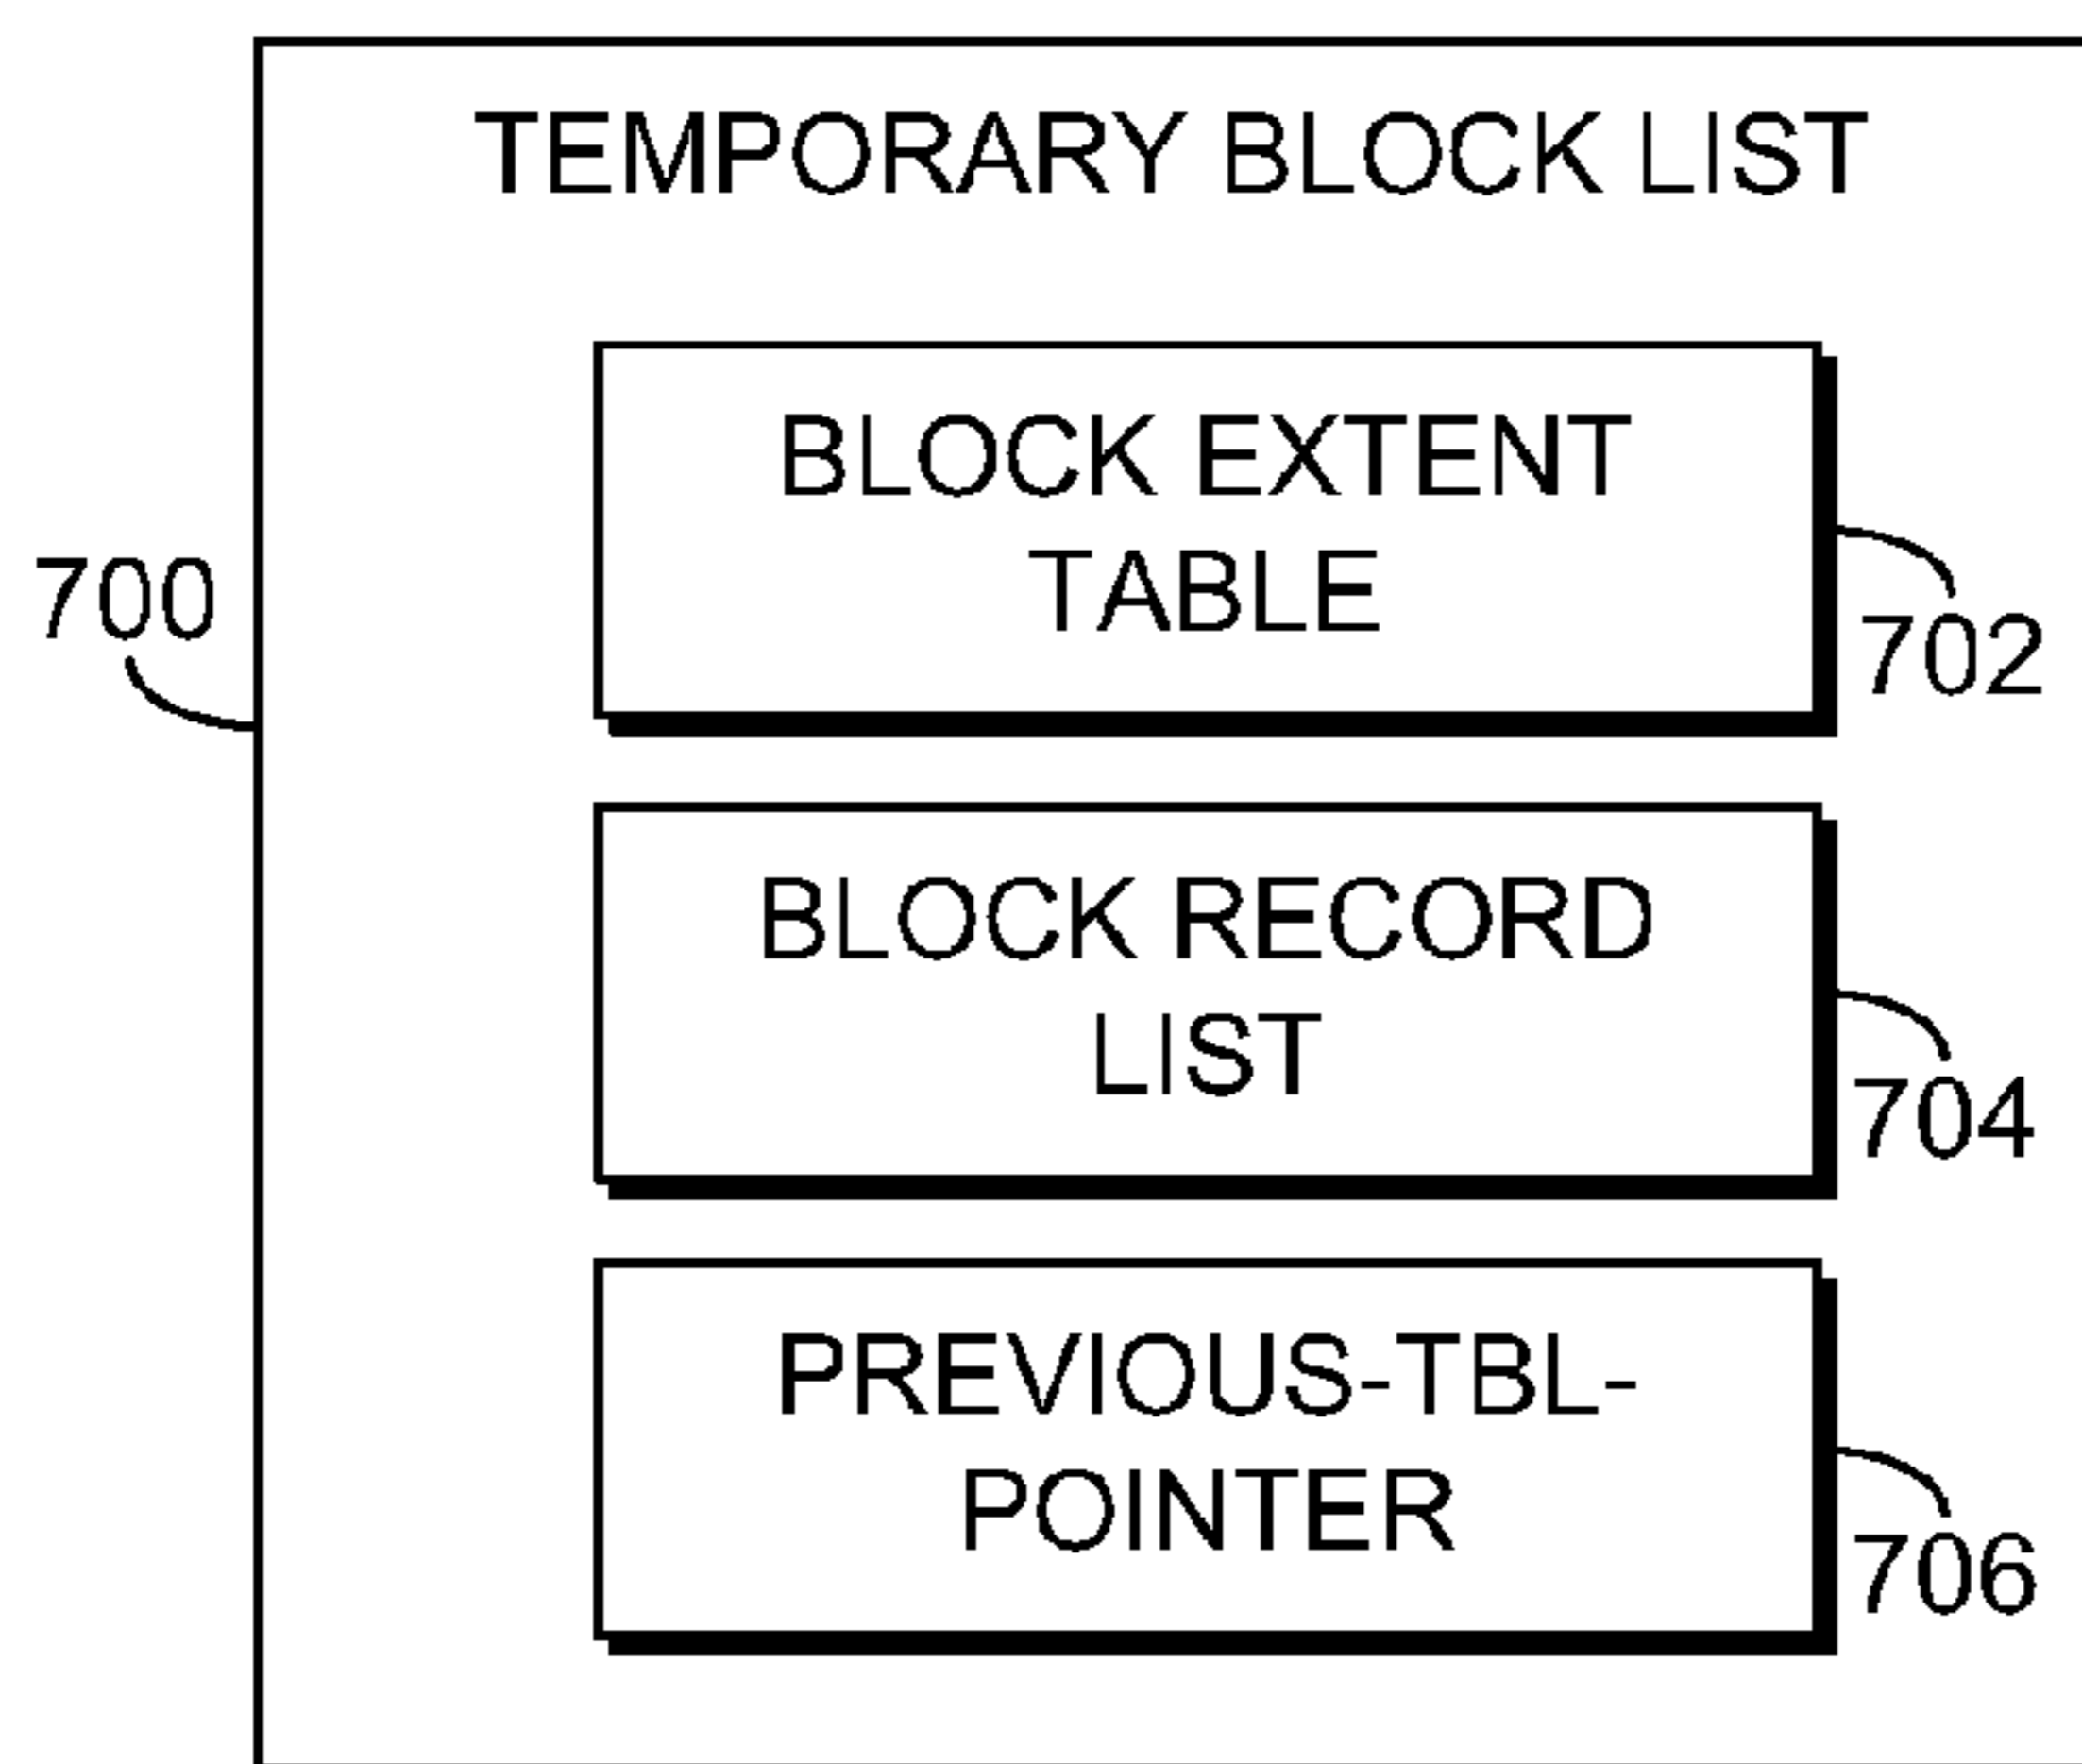 TEMPORARY BLOCK LIST
BLOCK EXTENT
TABLE
700
702
BLOCK RECORD
LIST
704
PREVIOUS-TBL-
POINTER
706